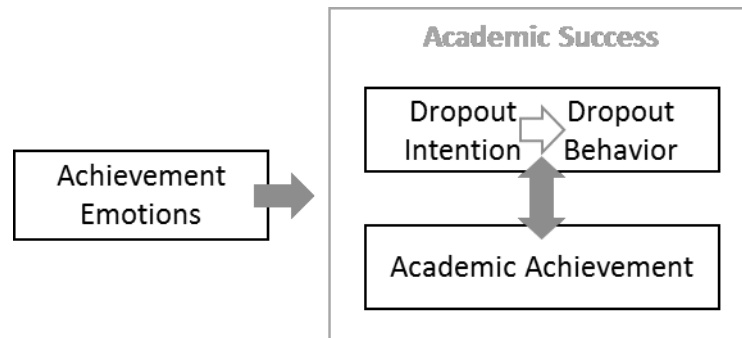 Academic Success
Dropout Dropout
Intention Behavior
Achievement
Emotions
Academic Achievement